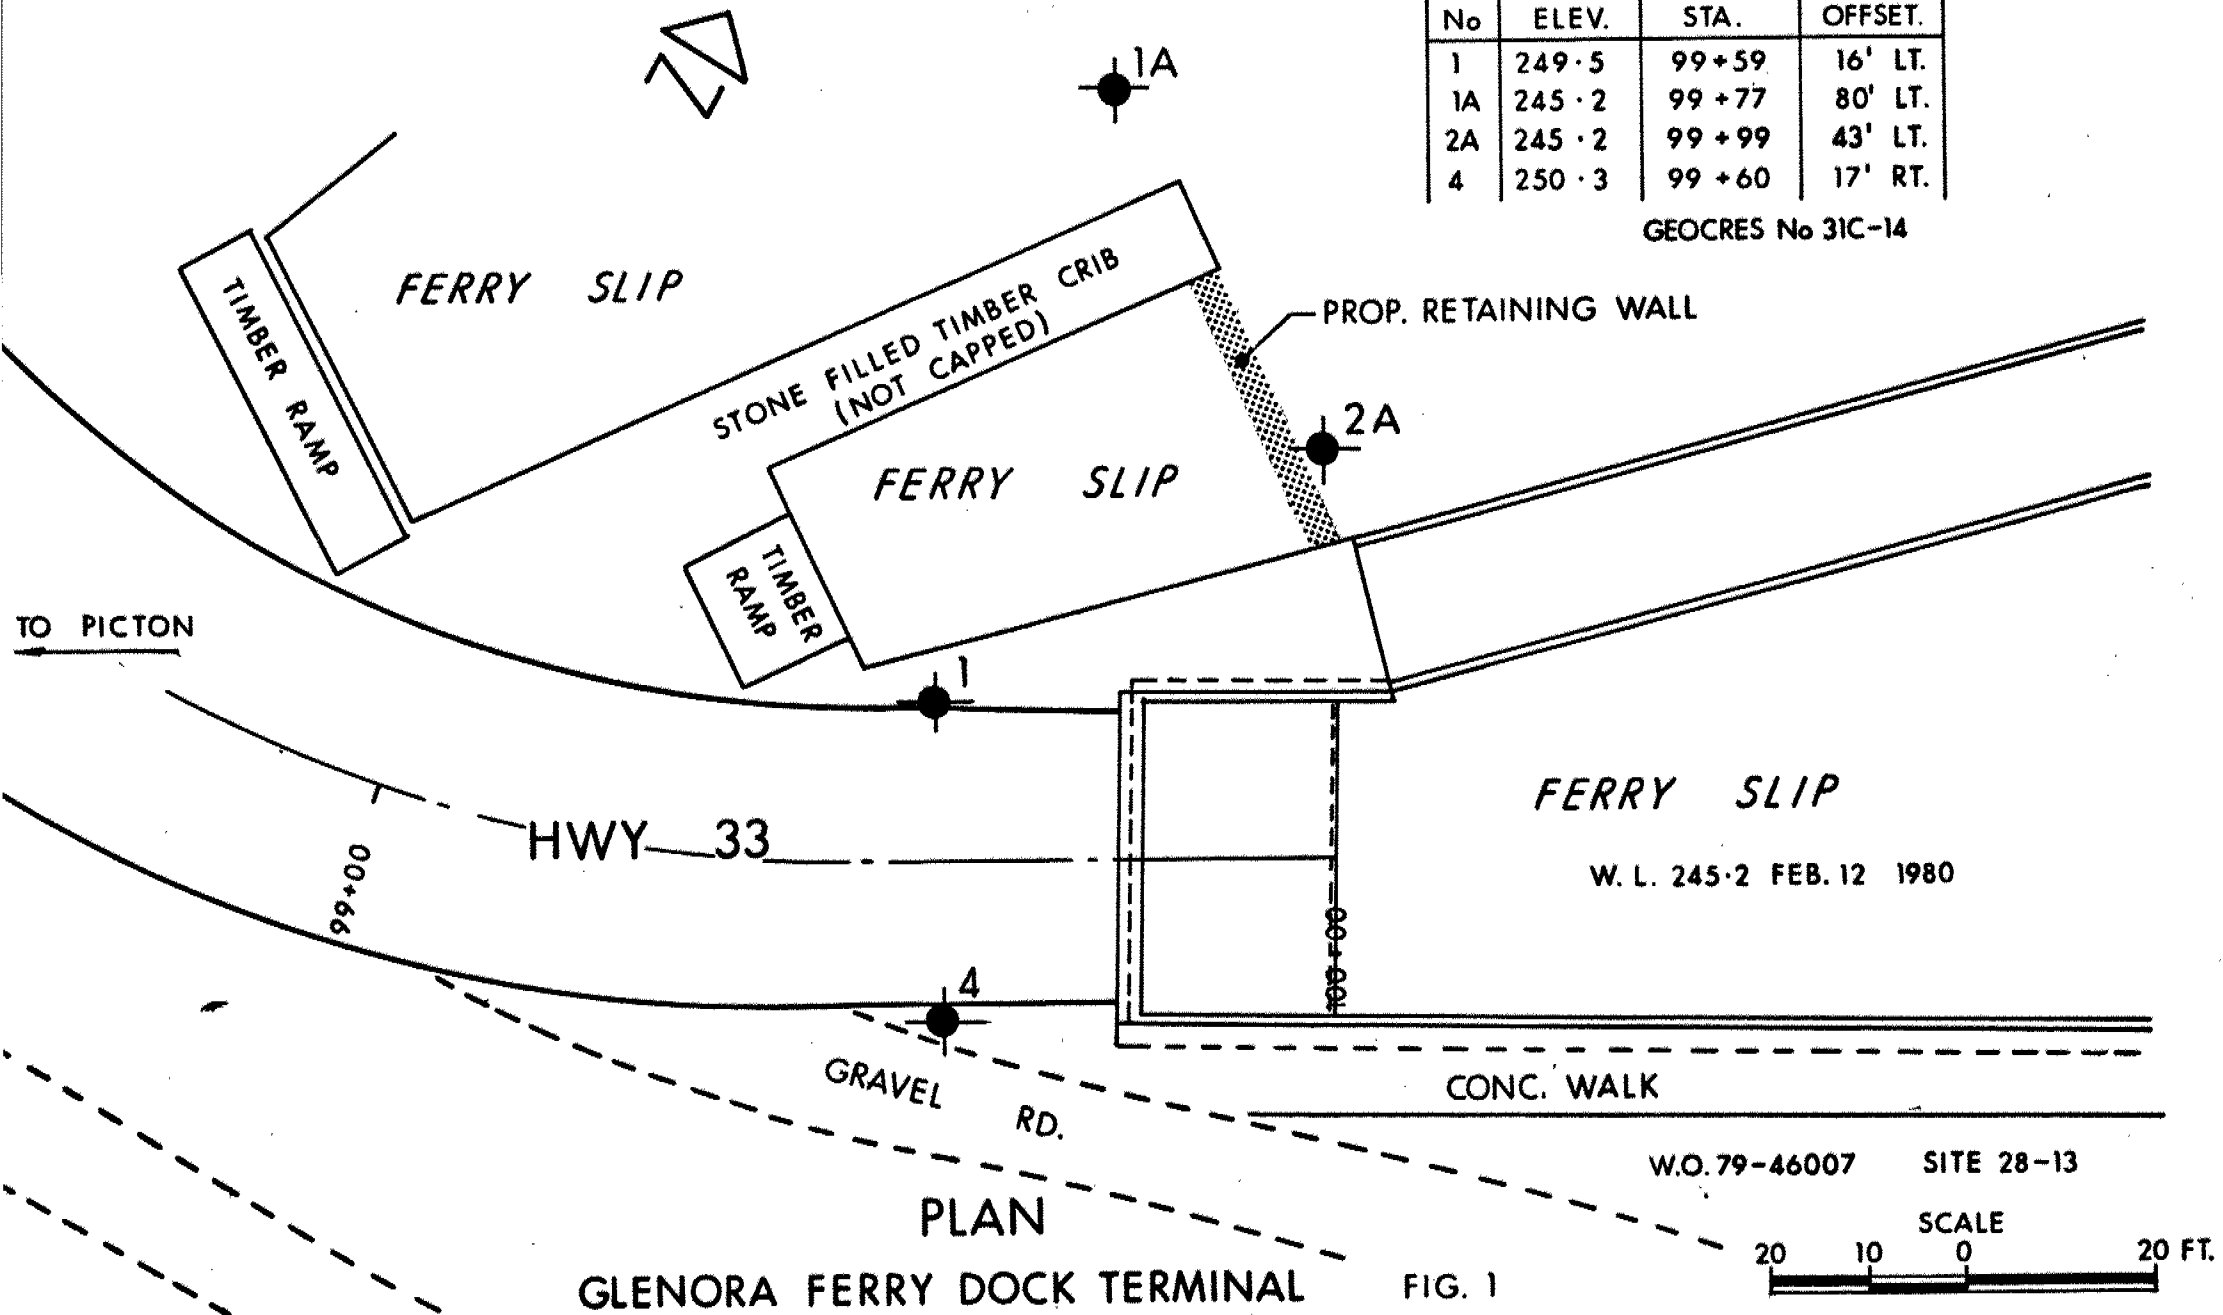 No ELEV. STA. OFFSET.
1 249·5 99+59 16' LT.
1A 245·2 99+77 80' LT.
2A 245·2 99+99 43' LT.
4 250·3 99+60 17' RT.
GEOCRES No 31C-14
N
1A
FERRY SLIP
TIMBER RAMP
STONE FILLED TIMBER CRIB
(NOT CAPPED)
PROP. RETAINING WALL
2A
FERRY SLIP
TIMBER
RAMP
TO PICTON
1
HWY 33
99+00
100+00
FERRY SLIP
W. L. 245·2 FEB. 12 1980
4
GRAVEL RD.
CONC. WALK
W.O. 79-46007 SITE 28-13
PLAN
GLENORA FERRY DOCK TERMINAL
FIG. 1
SCALE
20 10 0 20 FT.